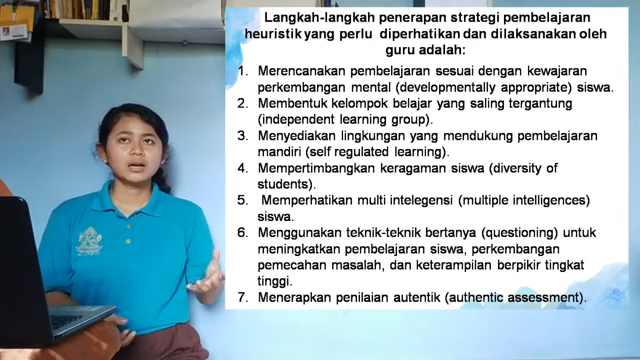 Langkah-langkah penerapan strategi pembelajaran
heuristik yang perlu diperhatikan dan dilaksanakan oleh
guru adalah:
1. Merencanakan pembelajaran sesuai dengan kewajaran
perkembangan mental (developmentally appropriate) siswa.
2. Membentuk kelompok belajar yang saling tergantung
(independent learning group).
3. Menyediakan lingkungan yang mendukung pembelajaran
mandiri (self regulated learning).
4. Mempertimbangkan keragaman siswa (diversity of
students).
5. Memperhatikan multi intelegensi (multiple intelligences)
siswa.
6. Menggunakan teknik-teknik bertanya (questioning) untuk
meningkatkan pembelajaran siswa, perkembangan
pemecahan masalah, dan keterampilan berpikir tingkat
tinggi.
7. Menerapkan penilaian autentik (authentic assessment).